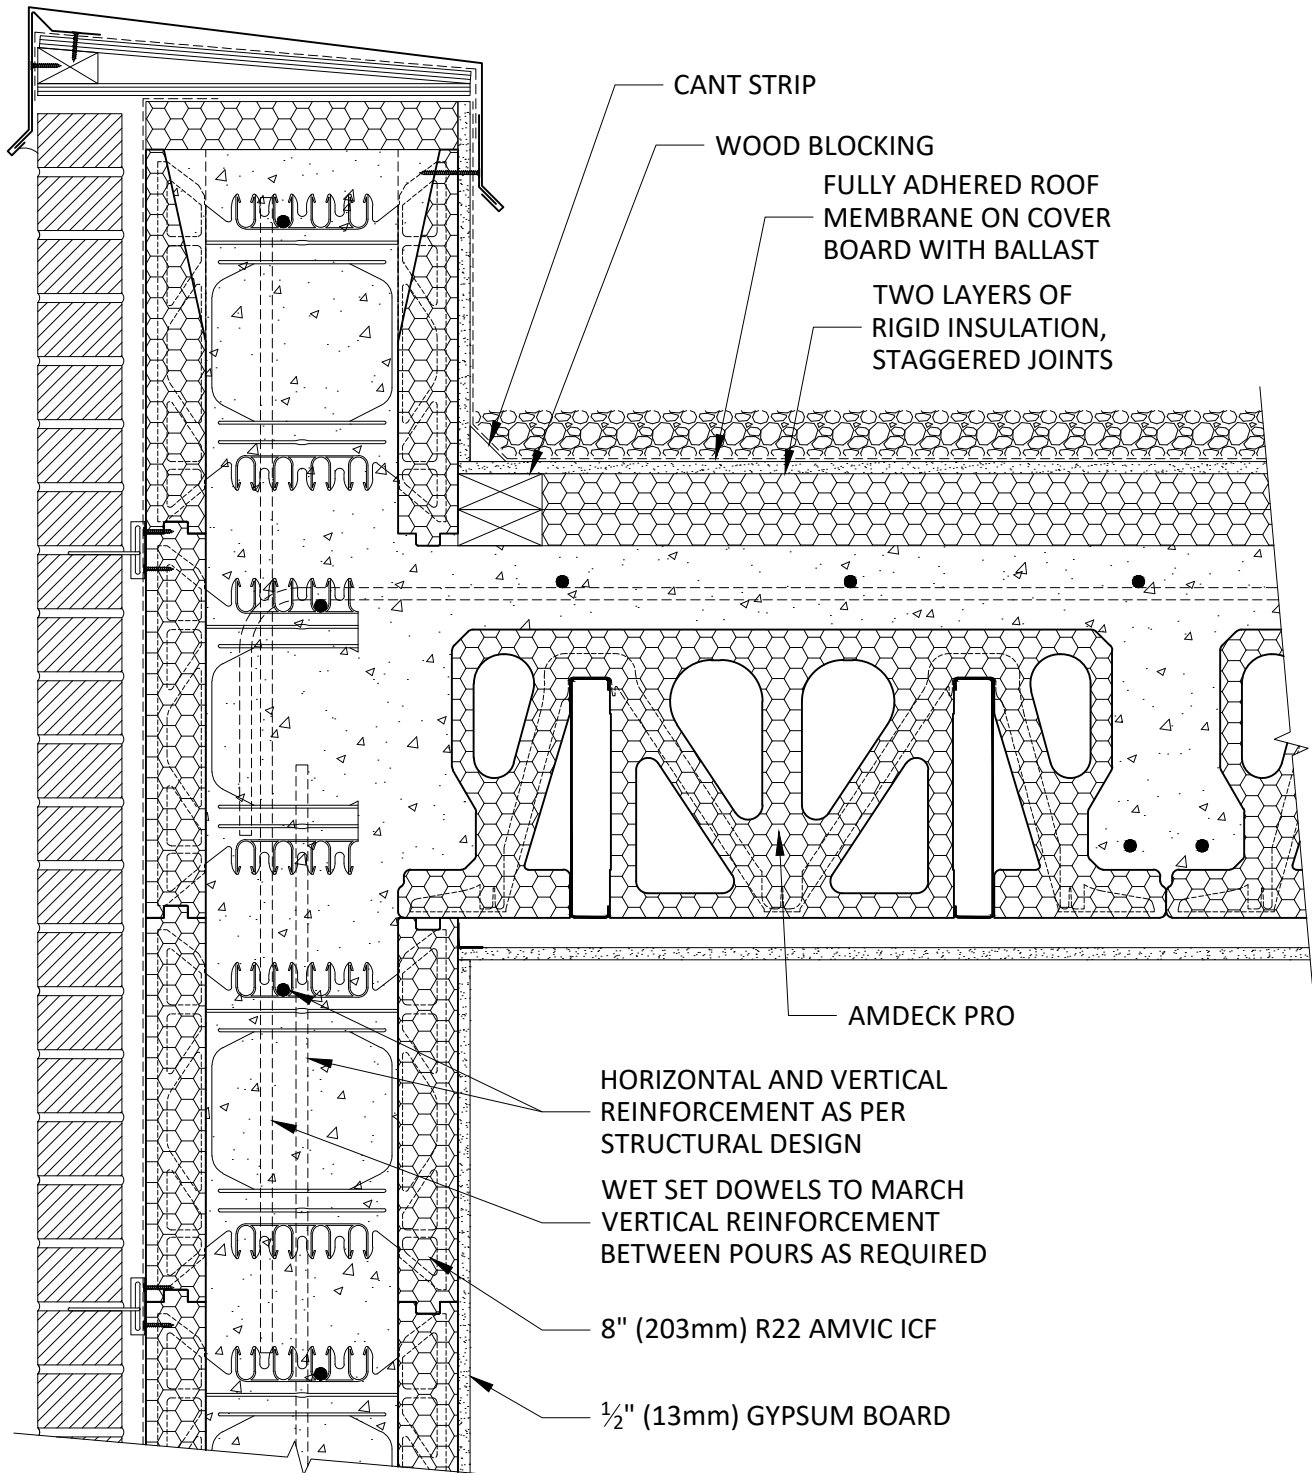 CANT STRIP
WOOD BLOCKING
FULLY ADHERED ROOF
MEMBRANE ON COVER
BOARD WITH BALLAST
TWO LAYERS OF
RIGID INSULATION,
STAGGERED JOINTS
AMDECK PRO
HORIZONTAL AND VERTICAL
REINFORCEMENT AS PER
STRUCTURAL DESIGN
WET SET DOWELS TO MARCH
VERTICAL REINFORCEMENT
BETWEEN POURS AS REQUIRED
8" (203mm) R22 AMVIC ICF
½" (13mm) GYPSUM BOARD